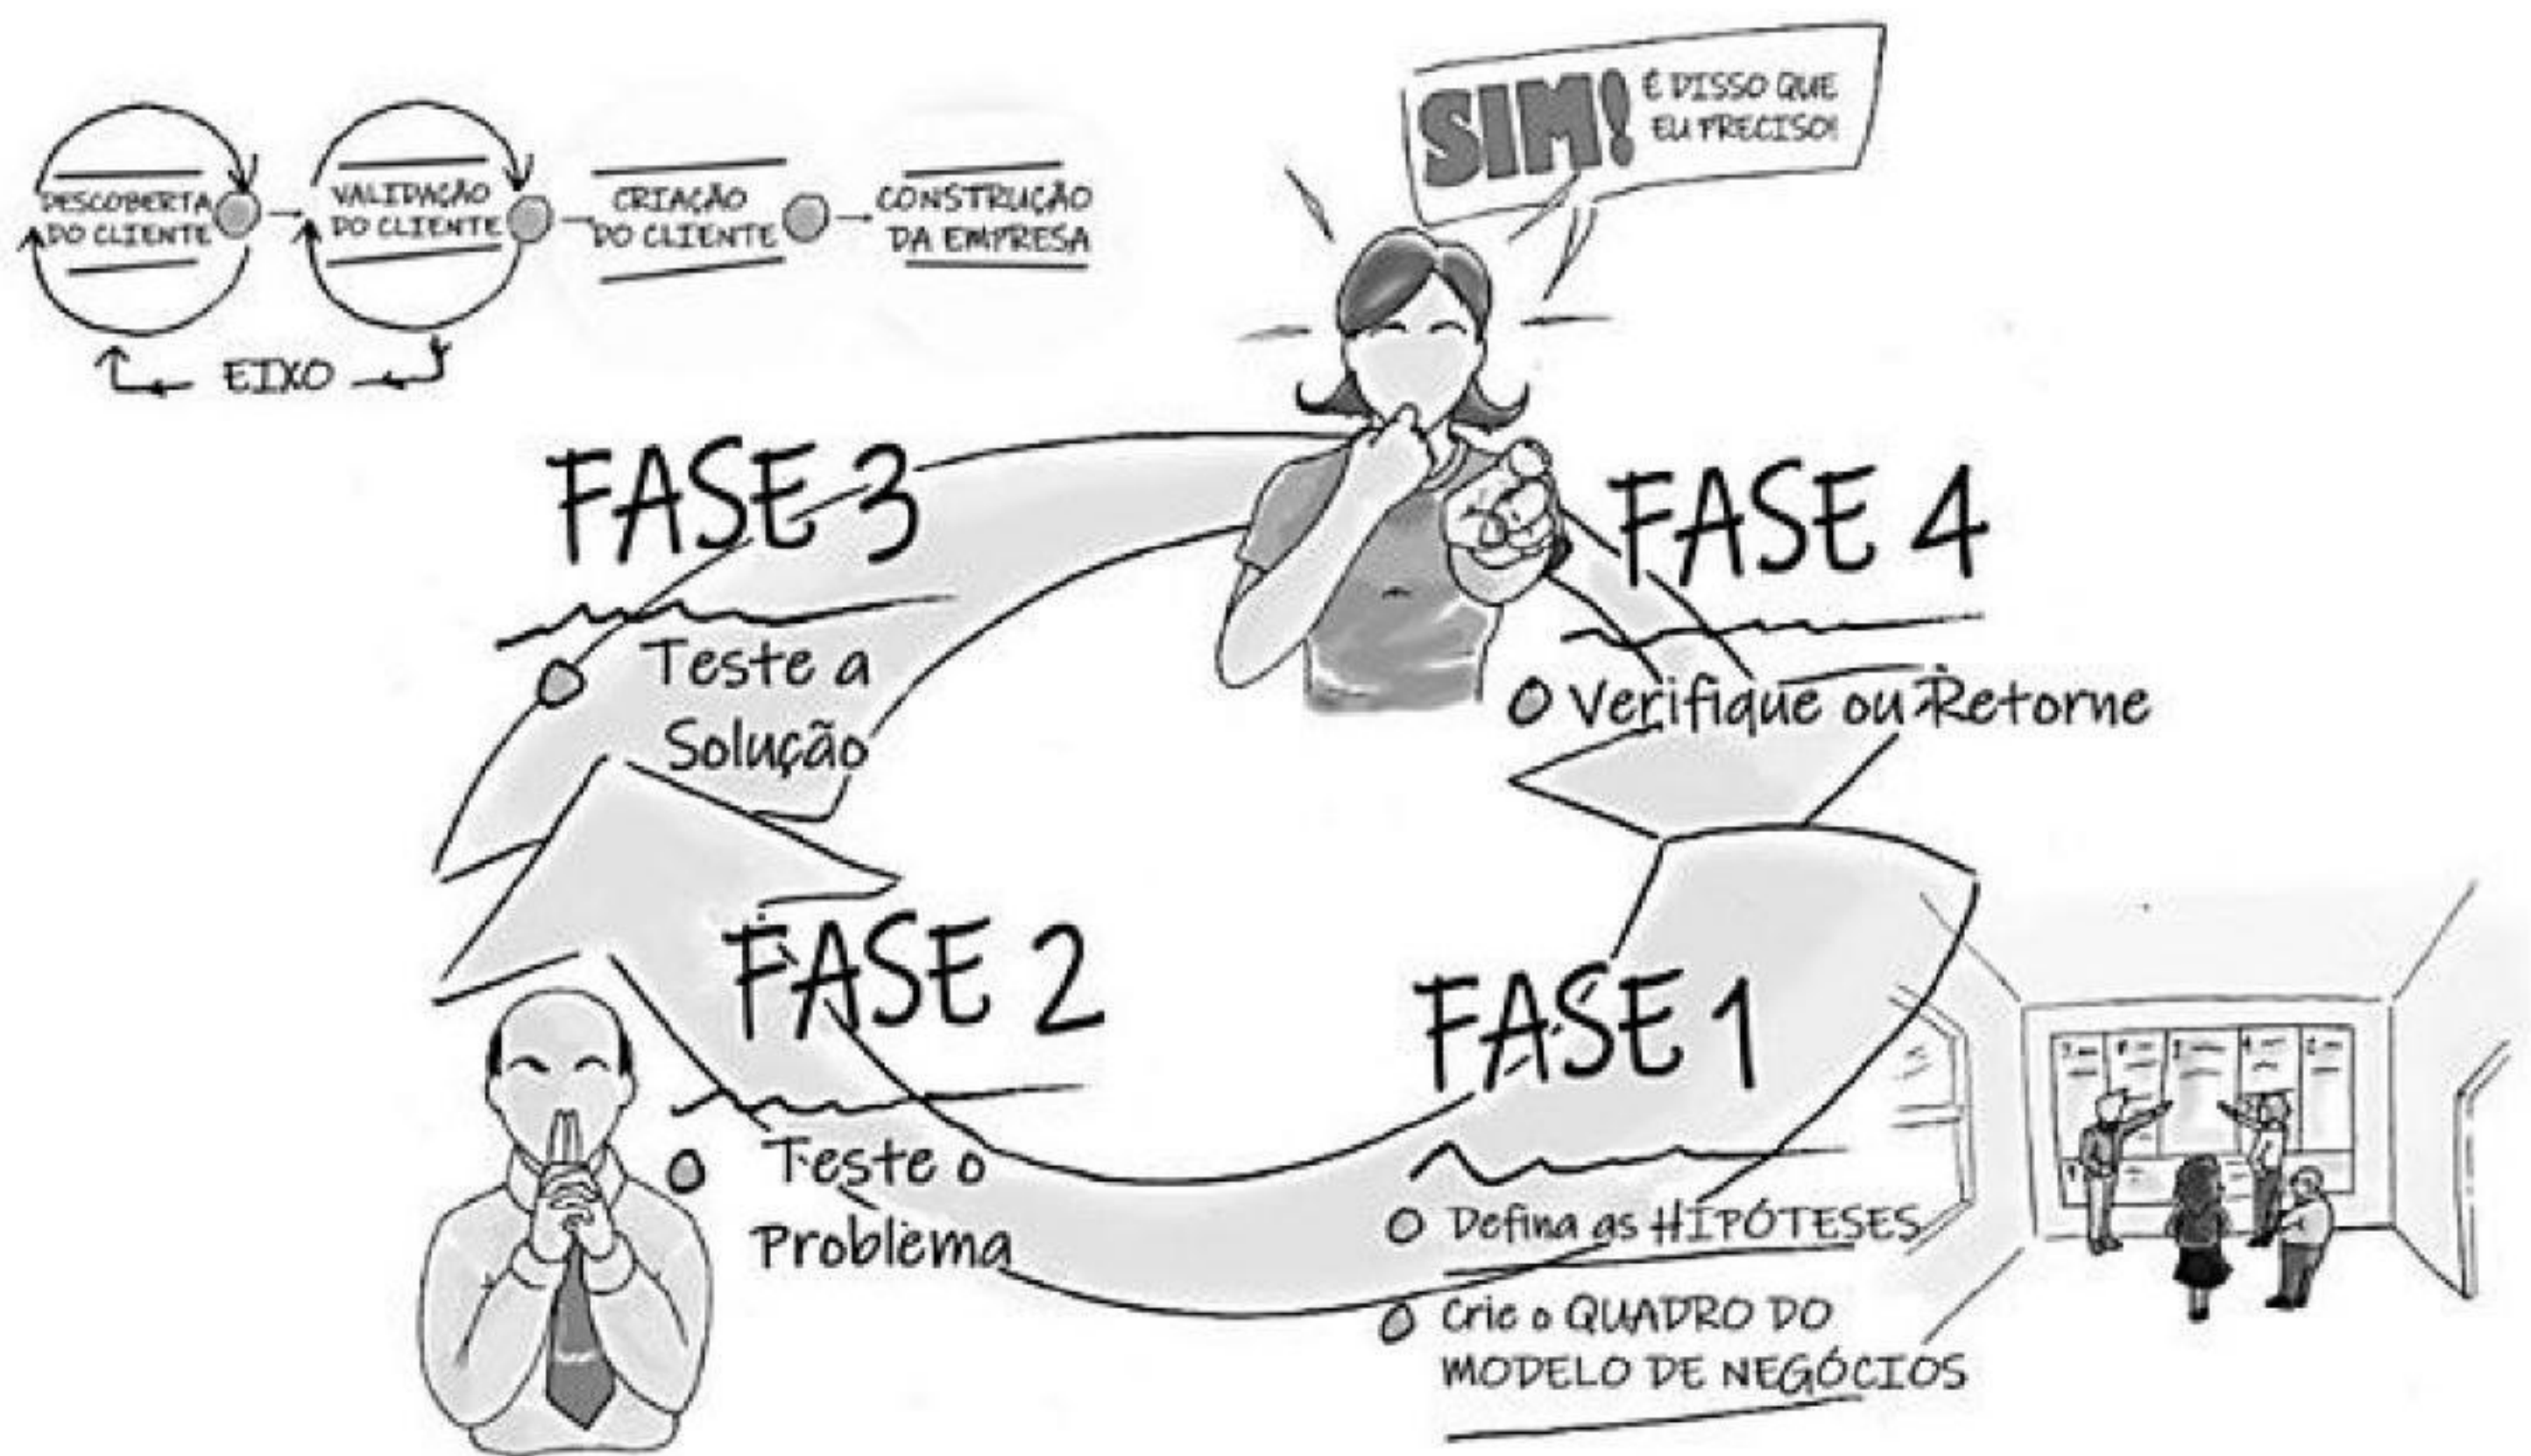 SIM! É DISSO QUE
EU PRECISO!
DESCOBERTA
DO CLIENTE
VALIDAÇÃO
DO CLIENTE
CRIAÇÃO
DO CLIENTE
CONSTRUÇÃO
DA EMPRESA
EIXO
FASE 3
Teste a
Solução
FASE 4
Verifique ou Retorne
FASE 2
Teste o
Problema
FASE 1
Defina as HIPÓTESES
Crie o QUADRO DO
MODELO DE NEGÓCIOS